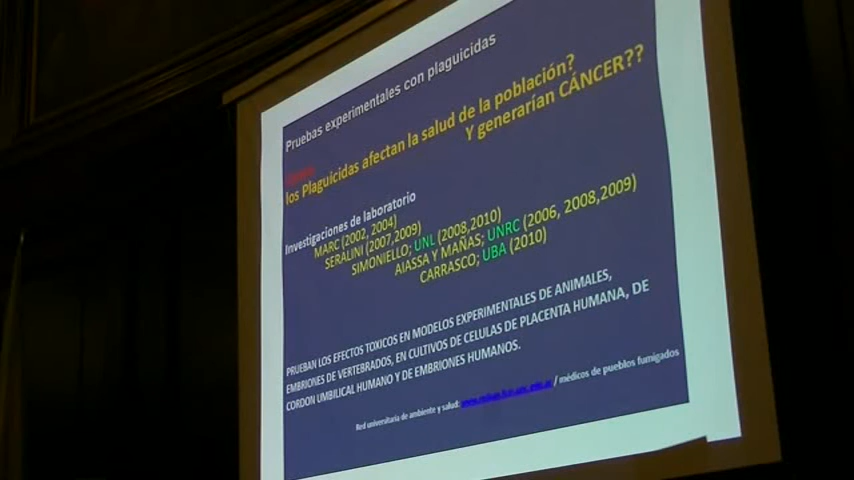 Pruebas experimentales con plaguicidas
los Plaguicidas afectan la salud de la población?
Y generarían CÁNCER??
Investigaciones de laboratorio
MARC (2002, 2004)
SERALINI (2007,2009)
SIMONIELLO; UNL (2008,2010)
AIASSA Y MAÑAS; UNRC (2006, 2008,2009)
CARRASCO; UBA (2010)
PRUEBAN LOS EFECTOS TOXICOS EN MODELOS EXPERIMENTALES DE ANIMALES,
EMBRIONES DE VERTEBRADOS, EN CULTIVOS DE CELULAS DE PLACENTA HUMANA, DE
CORDON UMBILICAL HUMANO Y DE EMBRIONES HUMANOS.
Red universitaria de ambiente y salud: / médicos de pueblos fumigados